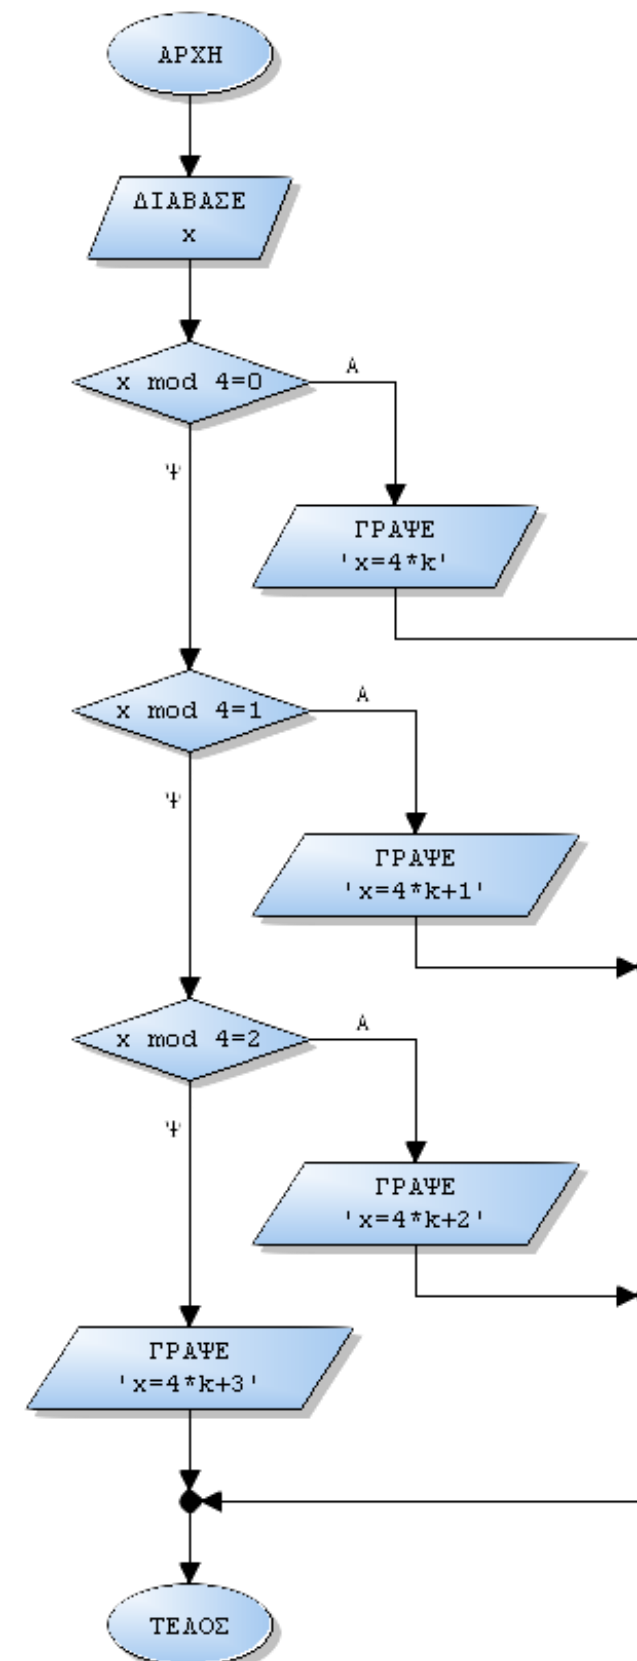 ΑΡΧΗ
ΔΙΑΒΑΣΕ
x
x mod 4=0
Α
Ψ
ΓΡΑΨΕ
'x=4*k'
x mod 4=1
Α
Ψ
ΓΡΑΨΕ
'x=4*k+1'
x mod 4=2
Α
Ψ
ΓΡΑΨΕ
'x=4*k+2'
ΓΡΑΨΕ
'x=4*k+3'
ΤΕΛΟΣ